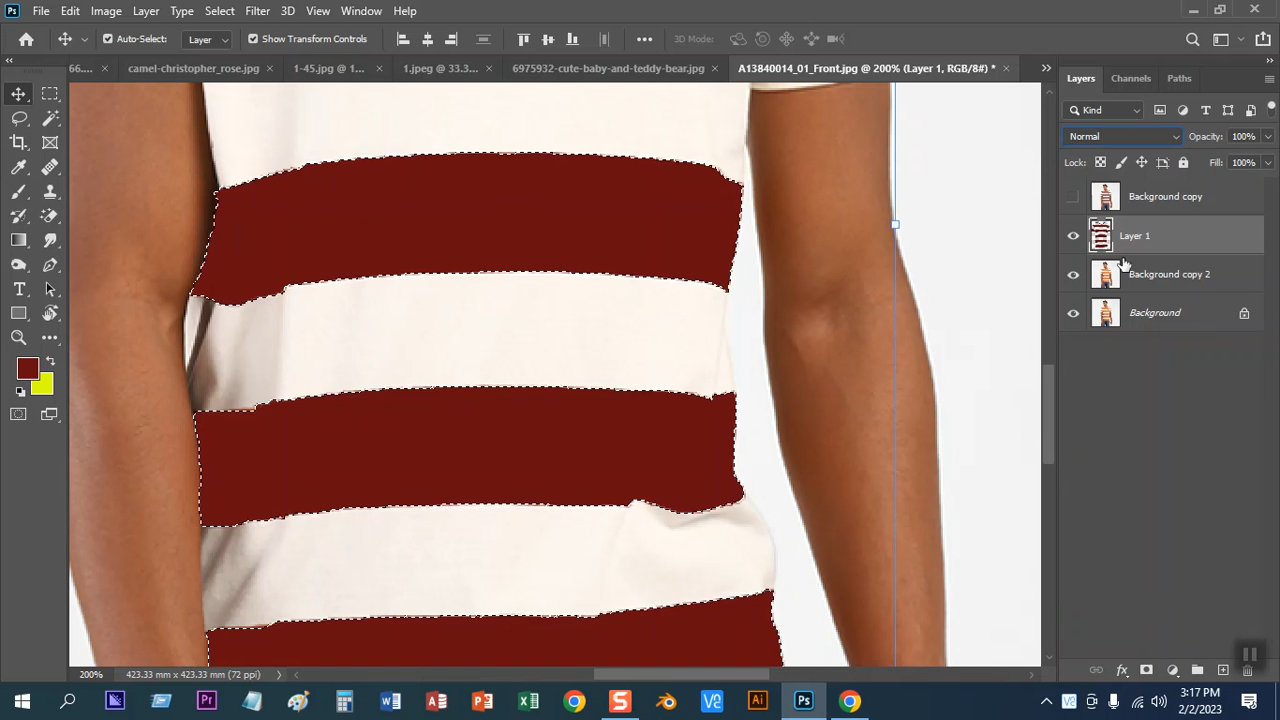 Ps File Edit Image Layer Type Select Filter 3D View Window Help
Auto-Select: Layer Show Transform Controls 3D Mode:
66.... × camel-christopher_rose.jpg × 1-45.jpg @ 1... × 1.jpeg @ 33.3... × 6975932-cute-baby-and-teddy-bear.jpg × A13840014_01_Front.jpg @ 200% (Layer 1, RGB/8#) * ×
Layers Channels Paths
Kind
Normal Opacity: 100%
Lock: Fill: 100%
Background copy
Layer 1
Background copy 2
Background
200% 423.33 mm x 423.33 mm (72 ppi)
3:17 PM
2/2/2023